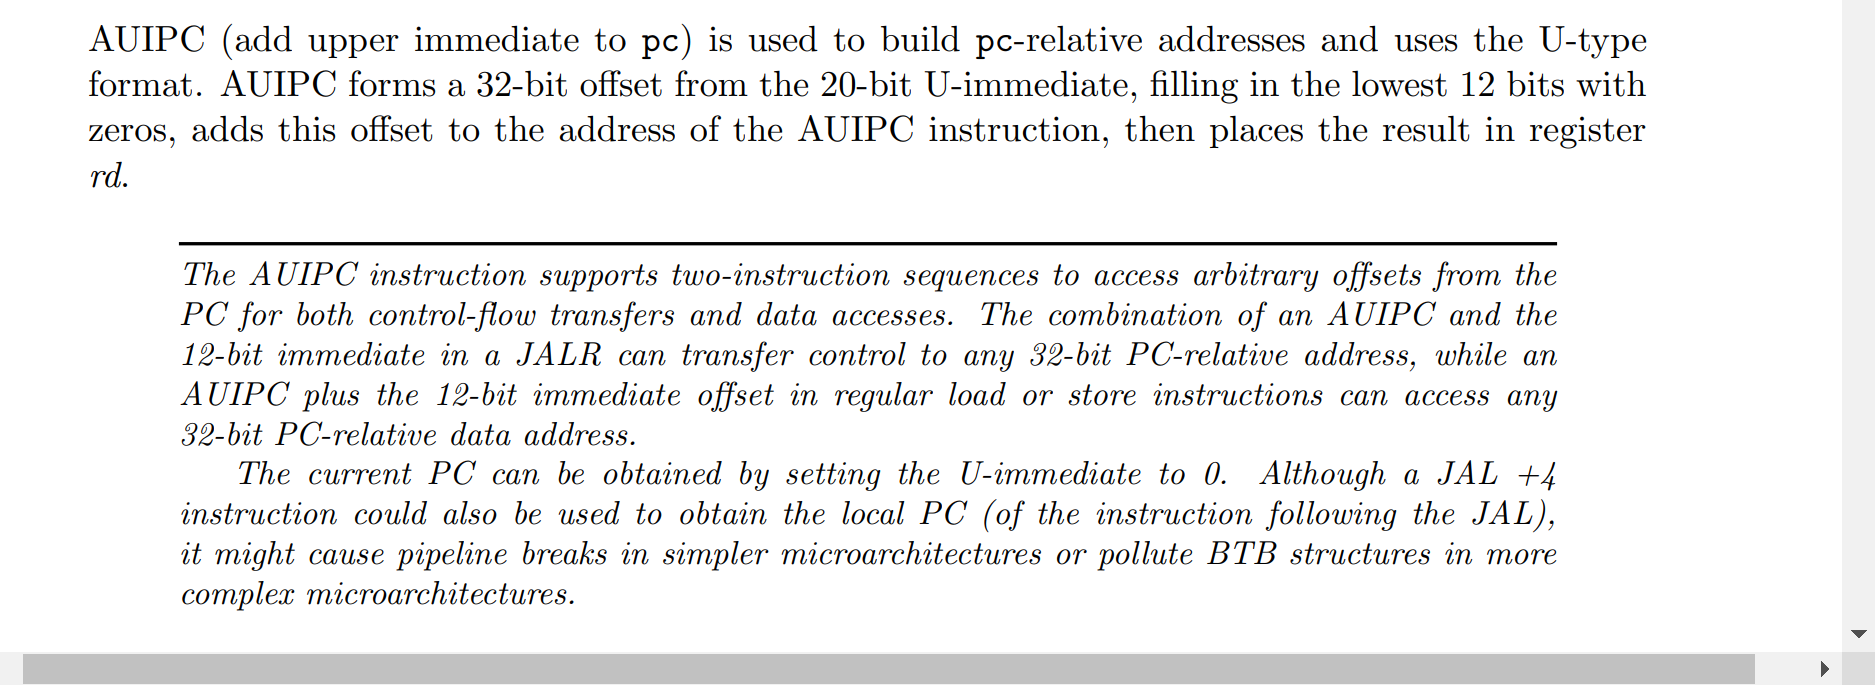 AUIPC (add upper immediate to pc) is used to build pc-relative addresses and uses the U-type
format. AUIPC forms a 32-bit offset from the 20-bit U-immediate, filling in the lowest 12 bits with
zeros, adds this offset to the address of the AUIPC instruction, then places the result in register
rd.
The AUIPC instruction supports two-instruction sequences to access arbitrary offsets from the
PC for both control-flow transfers and data accesses. The combination of an AUIPC and the
12-bit immediate in a JALR can transfer control to any 32-bit PC-relative address, while an
AUIPC plus the 12-bit immediate offset in regular load or store instructions can access any
32-bit PC-relative data address.
The current PC can be obtained by setting the U-immediate to 0. Although a JAL +4
instruction could also be used to obtain the local PC (of the instruction following the JAL),
it might cause pipeline breaks in simpler microarchitectures or pollute BTB structures in more
complex microarchitectures.